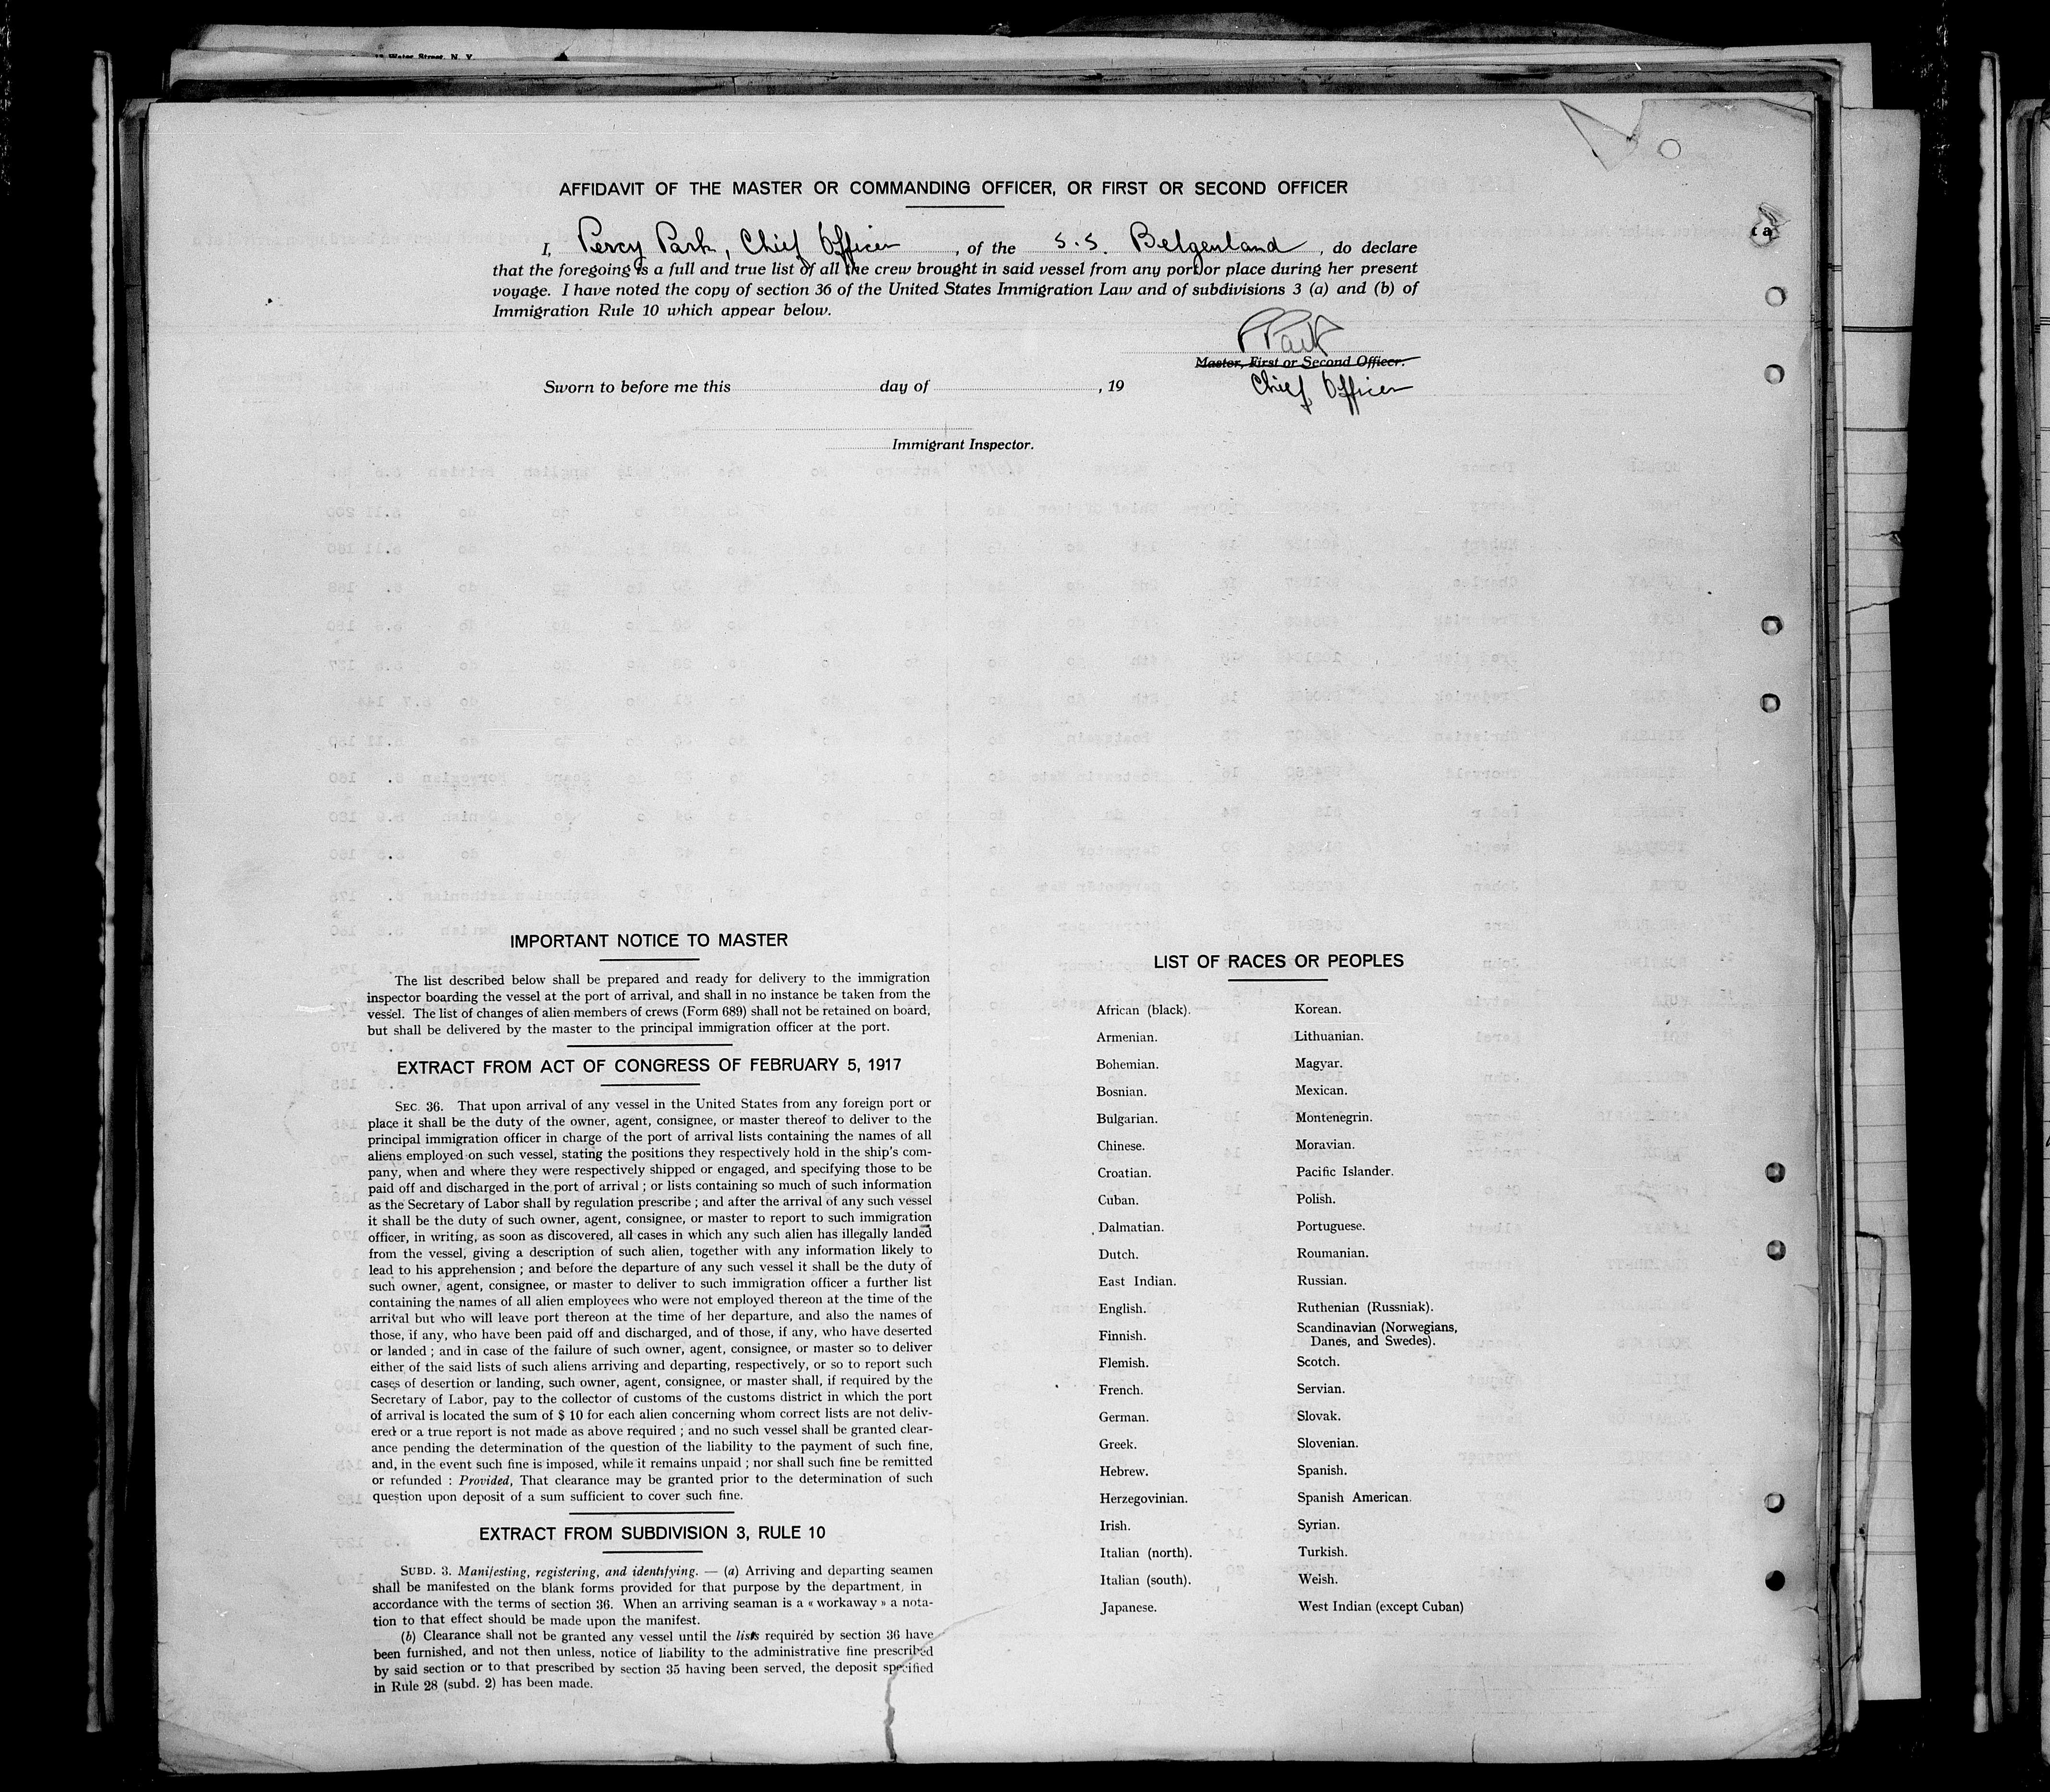 15 Water Street, N. Y.
AFFIDAVIT OF THE MASTER OR COMMANDING OFFICER, OR FIRST OR SECOND OFFICER
I, Percy Park, Chief Officer, of the S.S. Belgenland, do declare
that the foregoing is a full and true list of all the crew brought in said vessel from any port or place during her present
voyage. I have noted the copy of section 36 of the United States Immigration Law and of subdivisions 3 (a) and (b) of
Immigration Rule 10 which appear below.
PPark
Master, First or Second Officer.
Sworn to before me this day of , 19
Chief Officer
Immigrant Inspector.
IMPORTANT NOTICE TO MASTER
The list described below shall be prepared and ready for delivery to the immigration
inspector boarding the vessel at the port of arrival, and shall in no instance be taken from the
vessel. The list of changes of alien members of crews (Form 689) shall not be retained on board,
but shall be delivered by the master to the principal immigration officer at the port.
EXTRACT FROM ACT OF CONGRESS OF FEBRUARY 5, 1917
SEC. 36. That upon arrival of any vessel in the United States from any foreign port or
place it shall be the duty of the owner, agent, consignee, or master thereof to deliver to the
principal immigration officer in charge of the port of arrival lists containing the names of all
aliens employed on such vessel, stating the positions they respectively hold in the ship's com-
pany, when and where they were respectively shipped or engaged, and specifying those to be
paid off and discharged in the port of arrival ; or lists containing so much of such information
as the Secretary of Labor shall by regulation prescribe ; and after the arrival of any such vessel
it shall be the duty of such owner, agent, consignee, or master to report to such immigration
officer, in writing, as soon as discovered, all cases in which any such alien has illegally landed
from the vessel, giving a description of such alien, together with any information likely to
lead to his apprehension ; and before the departure of any such vessel it shall be the duty of
such owner, agent, consignee, or master to deliver to such immigration officer a further list
containing the names of all alien employees who were not employed thereon at the time of the
arrival but who will leave port thereon at the time of her departure, and also the names of
those, if any, who have been paid off and discharged, and of those, if any, who have deserted
or landed ; and in case of the failure of such owner, agent, consignee, or master so to deliver
either of the said lists of such aliens arriving and departing, respectively, or so to report such
cases of desertion or landing, such owner, agent, consignee, or master shall, if required by the
Secretary of Labor, pay to the collector of customs of the customs district in which the port
of arrival is located the sum of $ 10 for each alien concerning whom correct lists are not deliv-
ered or a true report is not made as above required ; and no such vessel shall be granted clear-
ance pending the determination of the question of the liability to the payment of such fine,
and, in the event such fine is imposed, while it remains unpaid ; nor shall such fine be remitted
or refunded : Provided, That clearance may be granted prior to the determination of such
question upon deposit of a sum sufficient to cover such fine.
EXTRACT FROM SUBDIVISION 3, RULE 10
SUBD. 3. Manifesting, registering, and identifying. — (a) Arriving and departing seamen
shall be manifested on the blank forms provided for that purpose by the department, in
accordance with the terms of section 36. When an arriving seaman is a « workaway » a nota-
tion to that effect should be made upon the manifest.
(b) Clearance shall not be granted any vessel until the lists required by section 36 have
been furnished, and not then unless, notice of liability to the administrative fine prescribed
by said section or to that prescribed by section 35 having been served, the deposit specified
in Rule 28 (subd. 2) has been made.
LIST OF RACES OR PEOPLES
African (black).
Armenian.
Bohemian.
Bosnian.
Bulgarian.
Chinese.
Croatian.
Cuban.
Dalmatian.
Dutch.
East Indian.
English.
Finnish.
Flemish.
French.
German.
Greek.
Hebrew.
Herzegovinian.
Irish.
Italian (north).
Italian (south).
Japanese.
Korean.
Lithuanian.
Magyar.
Mexican.
Montenegrin.
Moravian.
Pacific Islander.
Polish.
Portuguese.
Roumanian.
Russian.
Ruthenian (Russniak).
Scandinavian (Norwegians,
Danes, and Swedes).
Scotch.
Servian.
Slovak.
Slovenian.
Spanish.
Spanish American.
Syrian.
Turkish.
Welsh.
West Indian (except Cuban)